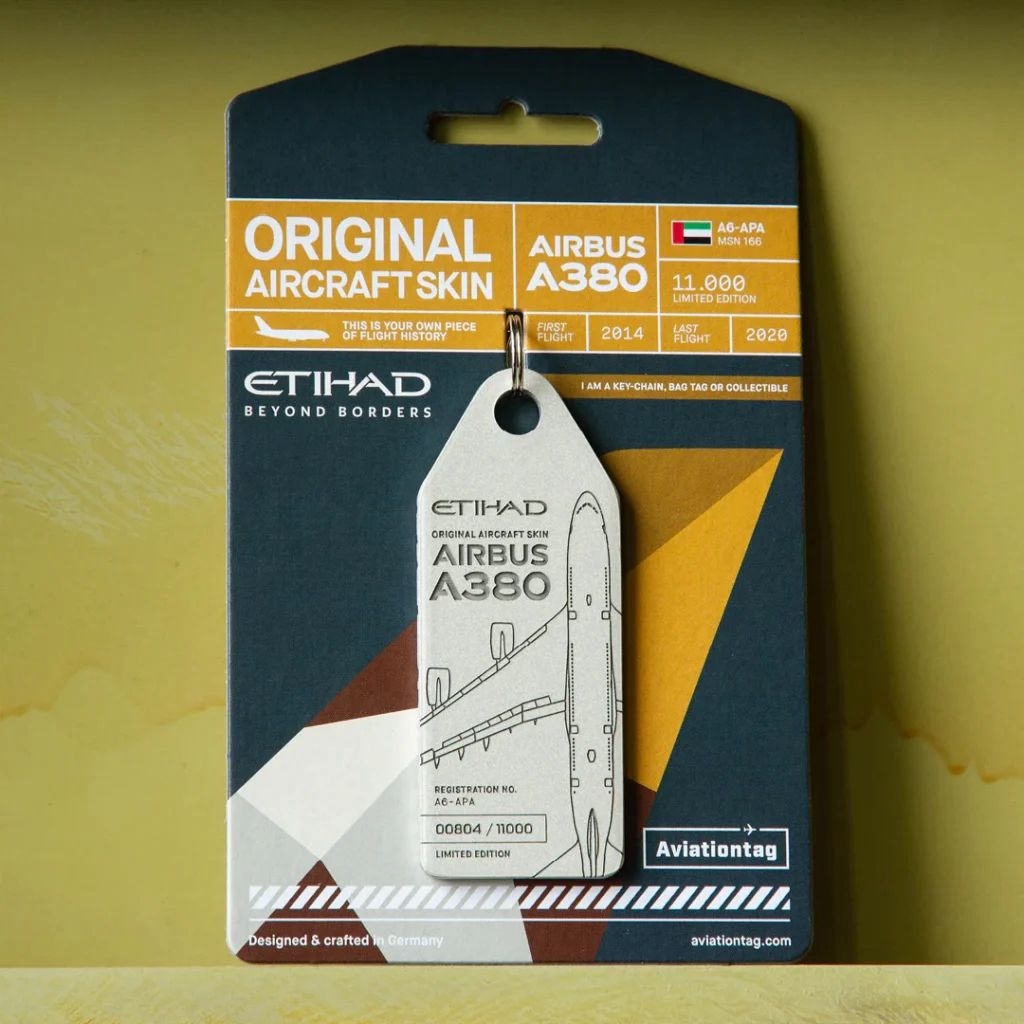 ORIGINAL
AIRCRAFT SKIN
AIRBUS
A380
A6-APA
MSN 166
11.000
LIMITED EDITION
THIS IS YOUR OWN PIECE
OF FLIGHT HISTORY
FIRST
FLIGHT
2014
LAST
FLIGHT
2020
ETIHAD
BEYOND BORDERS
I AM A KEY-CHAIN, BAG TAG OR COLLECTIBLE
ETIHAD
ORIGINAL AIRCRAFT SKIN
AIRBUS
A380
REGISTRATION NO.
A6-APA
00804 / 11000
LIMITED EDITION
Aviationtag
Designed & crafted in Germany
aviationtag.com